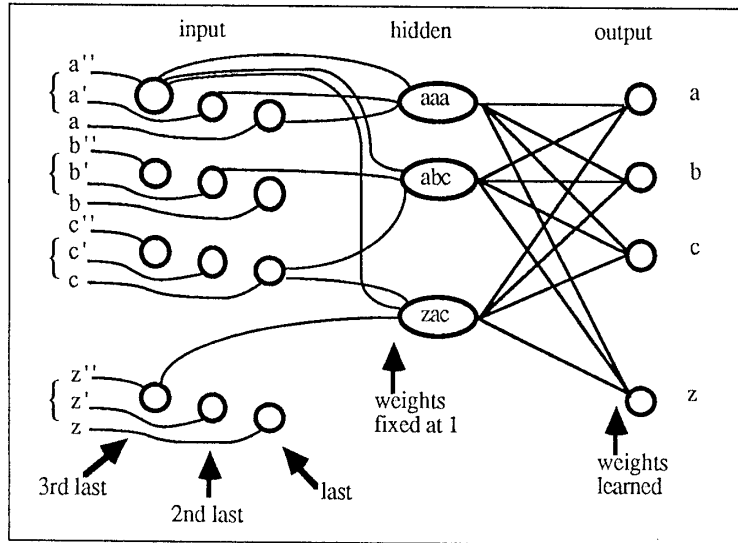 input hidden output
a''
a'
a
b''
b'
b
c''
c'
c
z''
z'
z
aaa
abc
zac
a
b
c
z
weights
fixed at 1
weights
learned
3rd last
2nd last
last